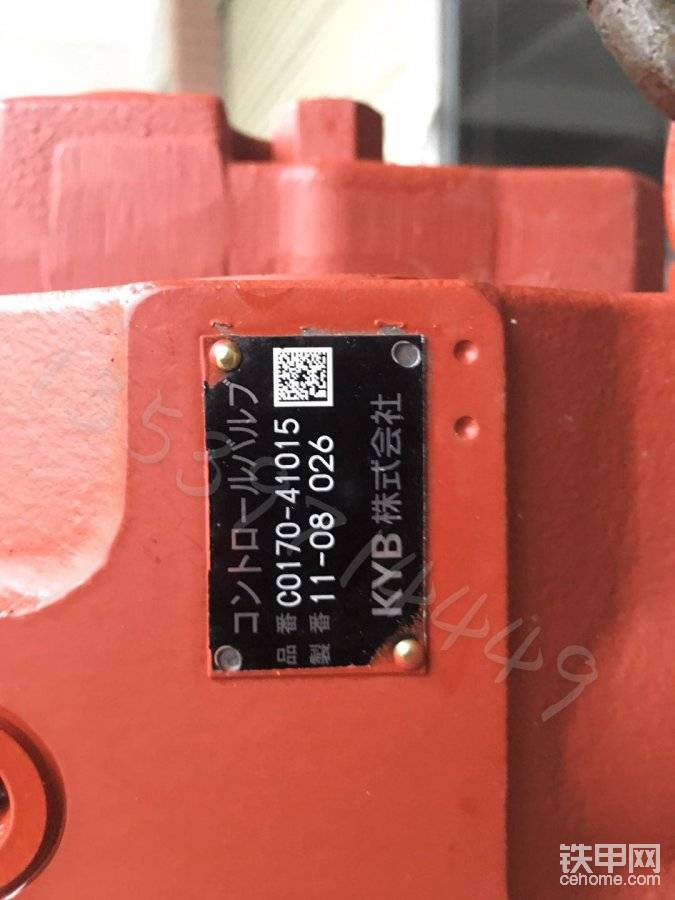 コントロールバルブ
品番 C0170-41015
製番 11-08 026
KYB 株式会社
铁甲网
cehome.com